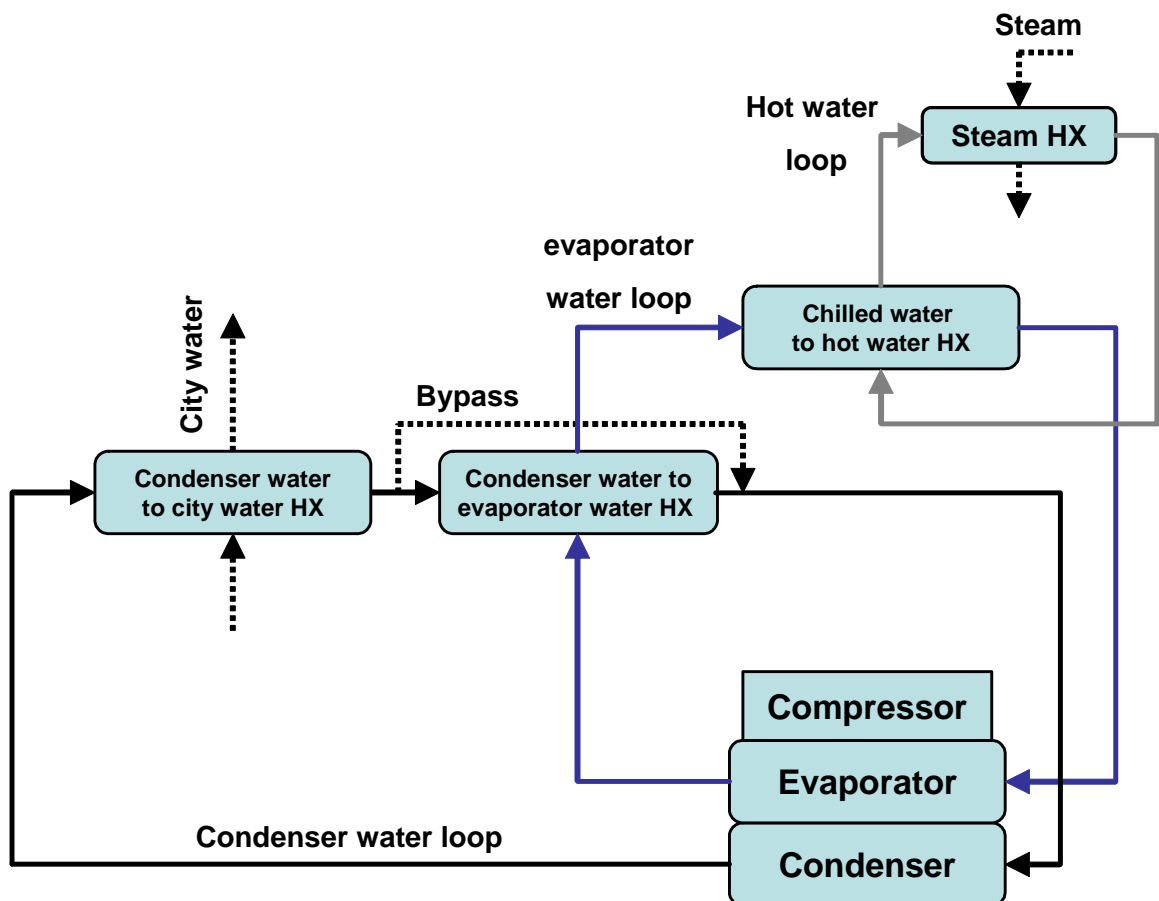 Steam
Hot water
loop
Steam HX
evaporator
water loop
Chilled water
to hot water HX
City water
Bypass
Condenser water
to city water HX
Condenser water to
evaporator water HX
Compressor
Evaporator
Condenser water loop
Condenser